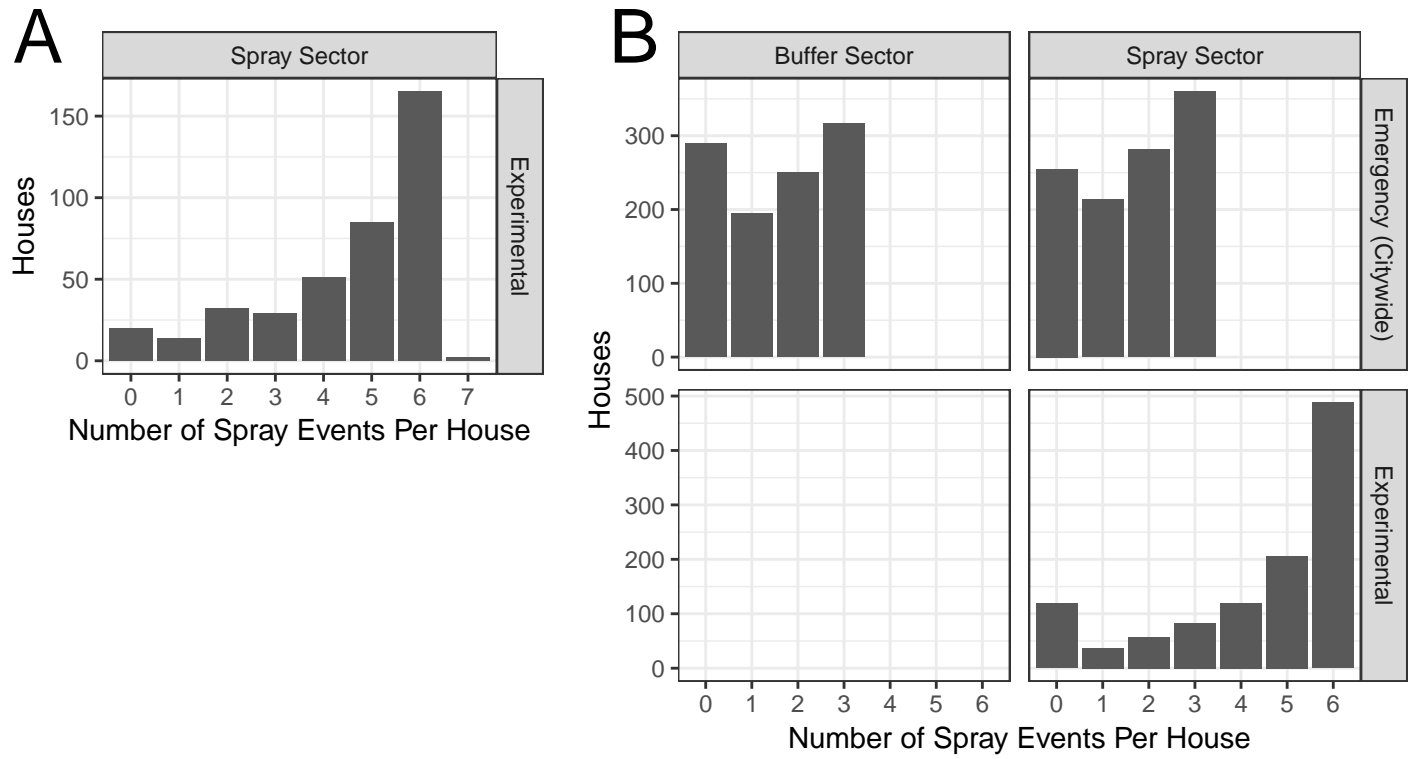 A
Spray Sector
Houses
150
100
50
0
Experimental
0 1 2 3 4 5 6 7
Number of Spray Events Per House
B
Buffer Sector
Spray Sector
Houses
300
200
100
0
Emergency (Citywide)
500
400
300
200
100
0
Experimental
0 1 2 3 4 5 6
0 1 2 3 4 5 6
Number of Spray Events Per House